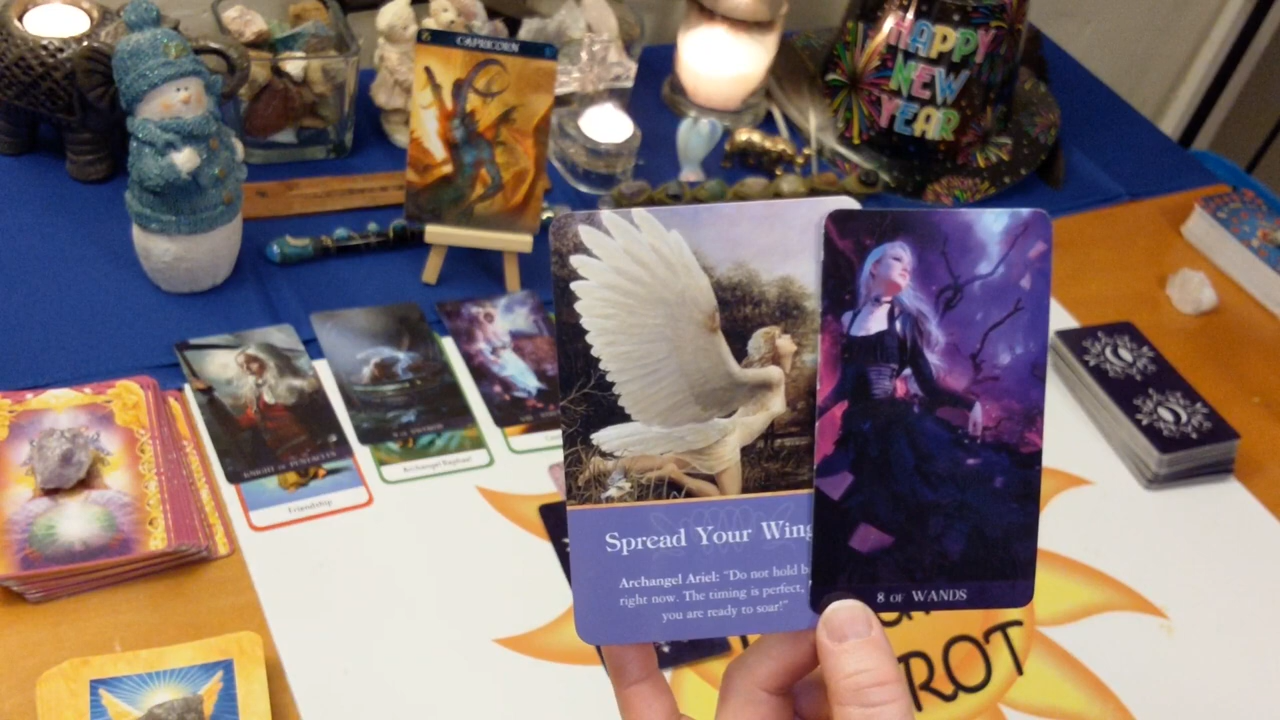 CAPRICORN
HAPPY
NEW
YEAR
KNIGHT OF PENTACLES
Friendship
Archangel Raphael
Spread Your Wing
Archangel Ariel: "Do not hold b
right now. The timing is perfect,
you are ready to soar!"
8 OF WANDS
ROT